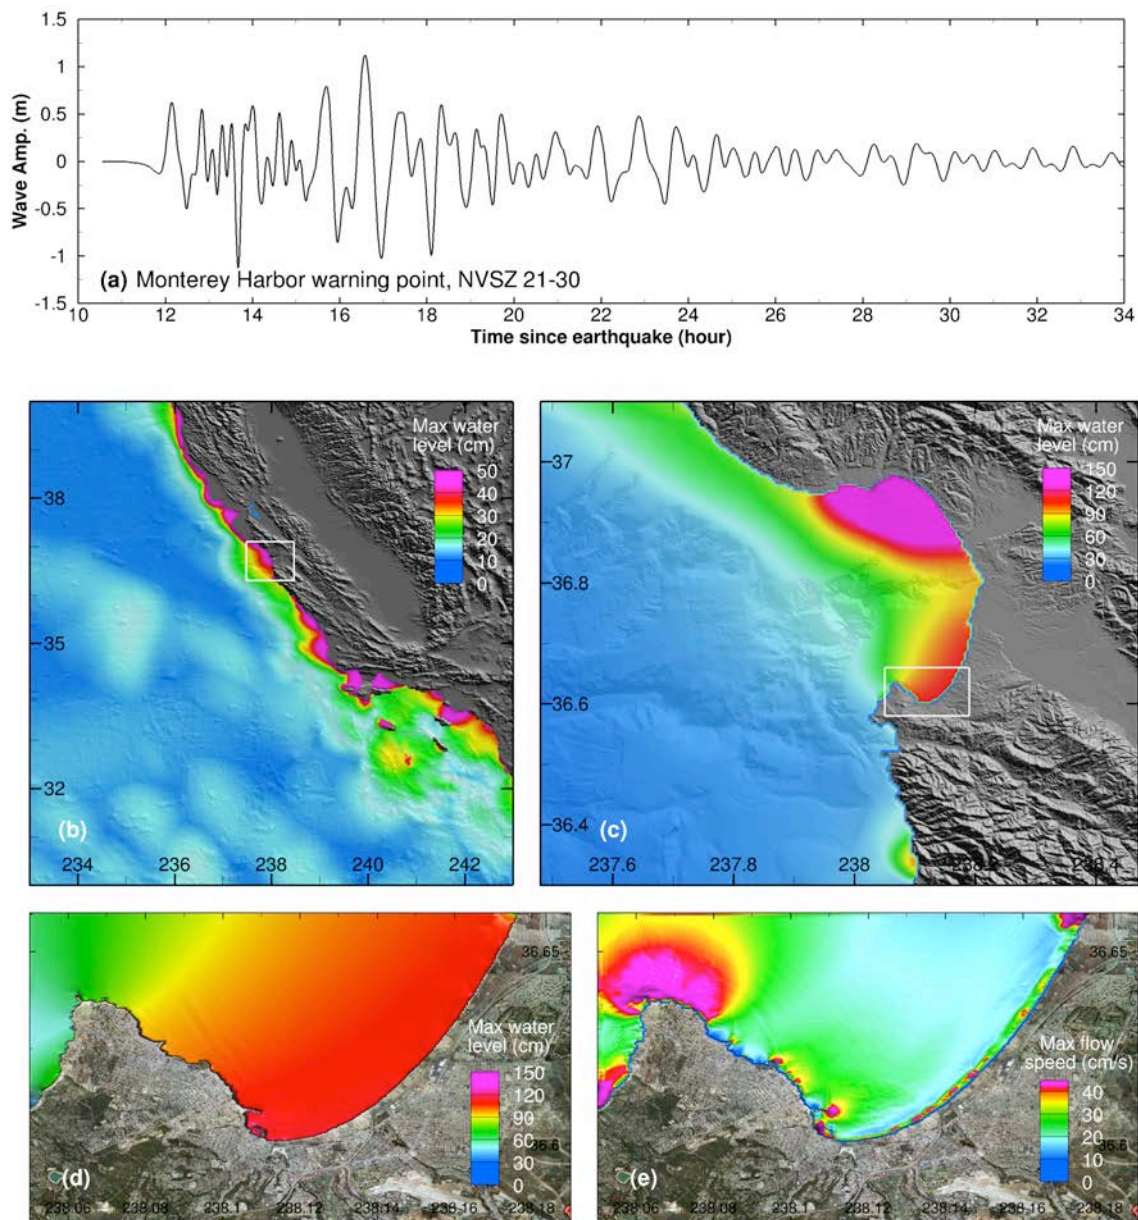 1.5
1
0.5
0
-0.5
-1
-1.5
Wave Amp. (m)
(a) Monterey Harbor warning point, NVSZ 21-30
10 12 14 16 18 20 22 24 26 28 30 32 34
Time since earthquake (hour)
Max water
level (cm)
50
40
30
20
10
0
38
35
32
(b)
234 236 238 240 242
Max water
level (cm)
150
120
90
60
30
0
37
36.8
36.6
36.4
(c)
237.6 237.8 238 238.2 238.4
36.65
Max water
level (cm)
150
120
90
60
30
0
36.6
(d)
238.06 238.08 238.1 238.12 238.14 238.16 238.18
36.65
Max flow
speed (cm/s)
40
30
20
10
0
36.6
(e)
238.06 238.08 238.1 238.12 238.14 238.16 238.18